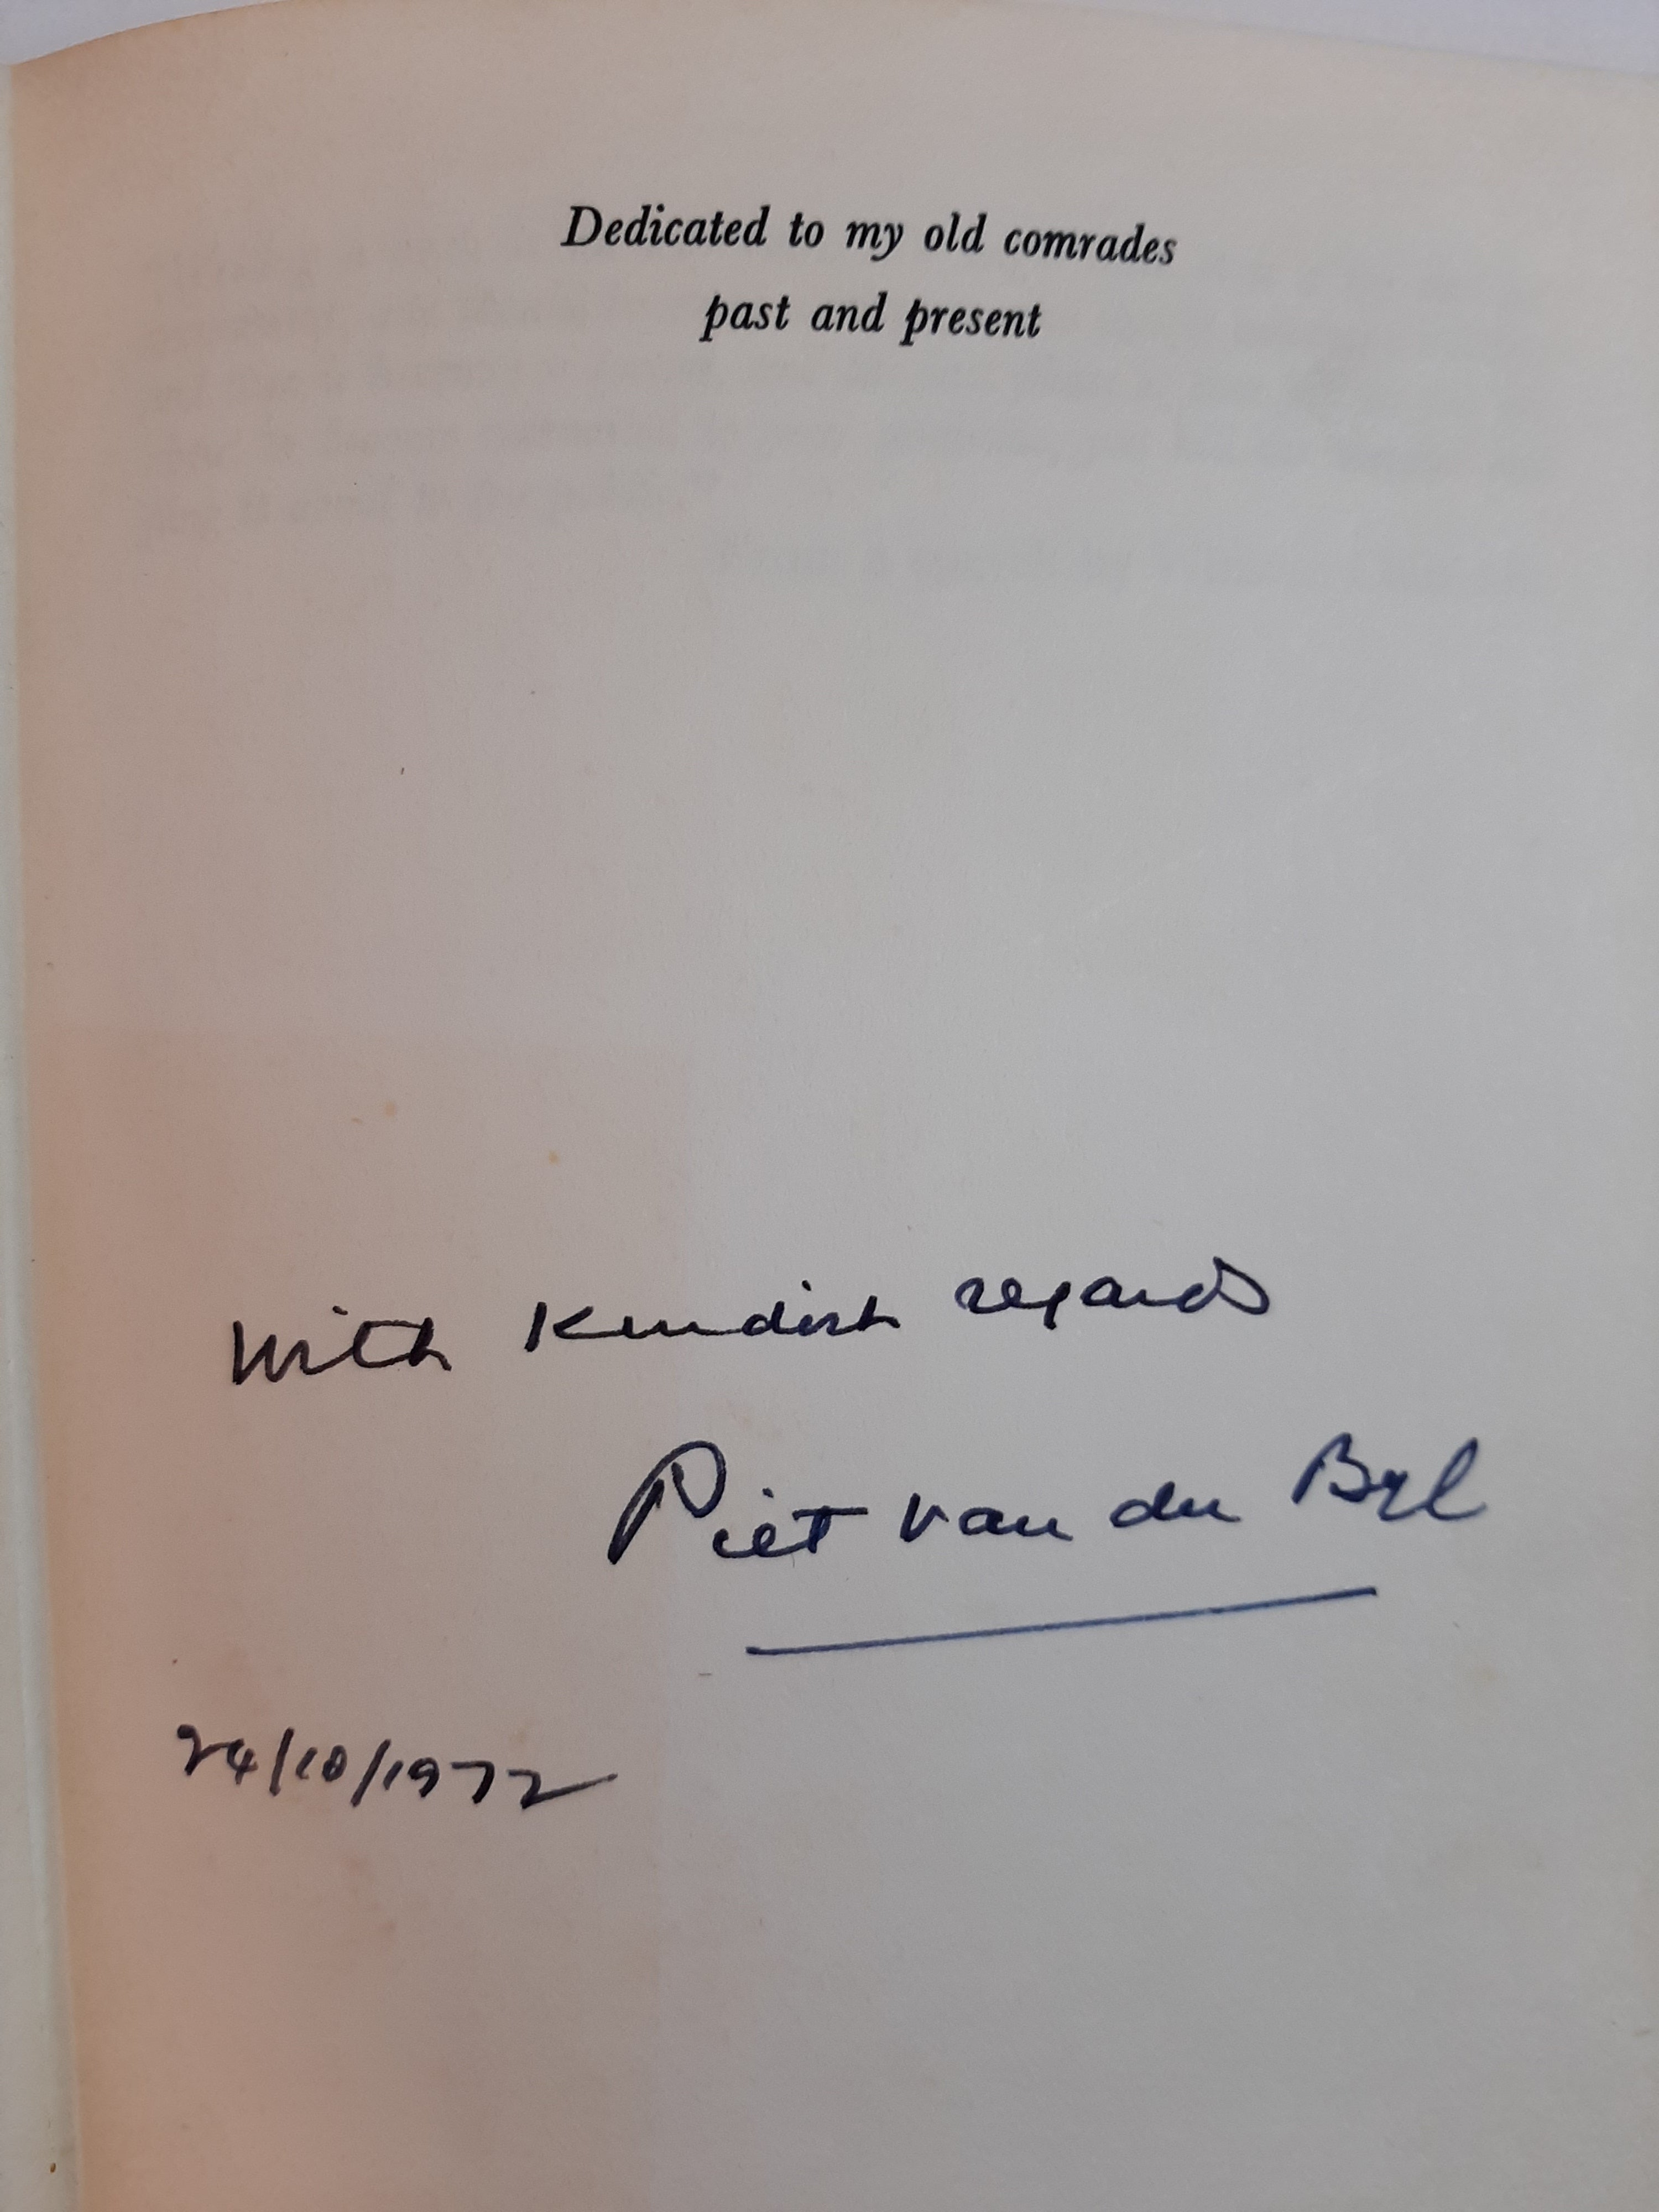 Dedicated to my old comrades
past and present
With kindest regards
Piet van der Byl
24/10/1972